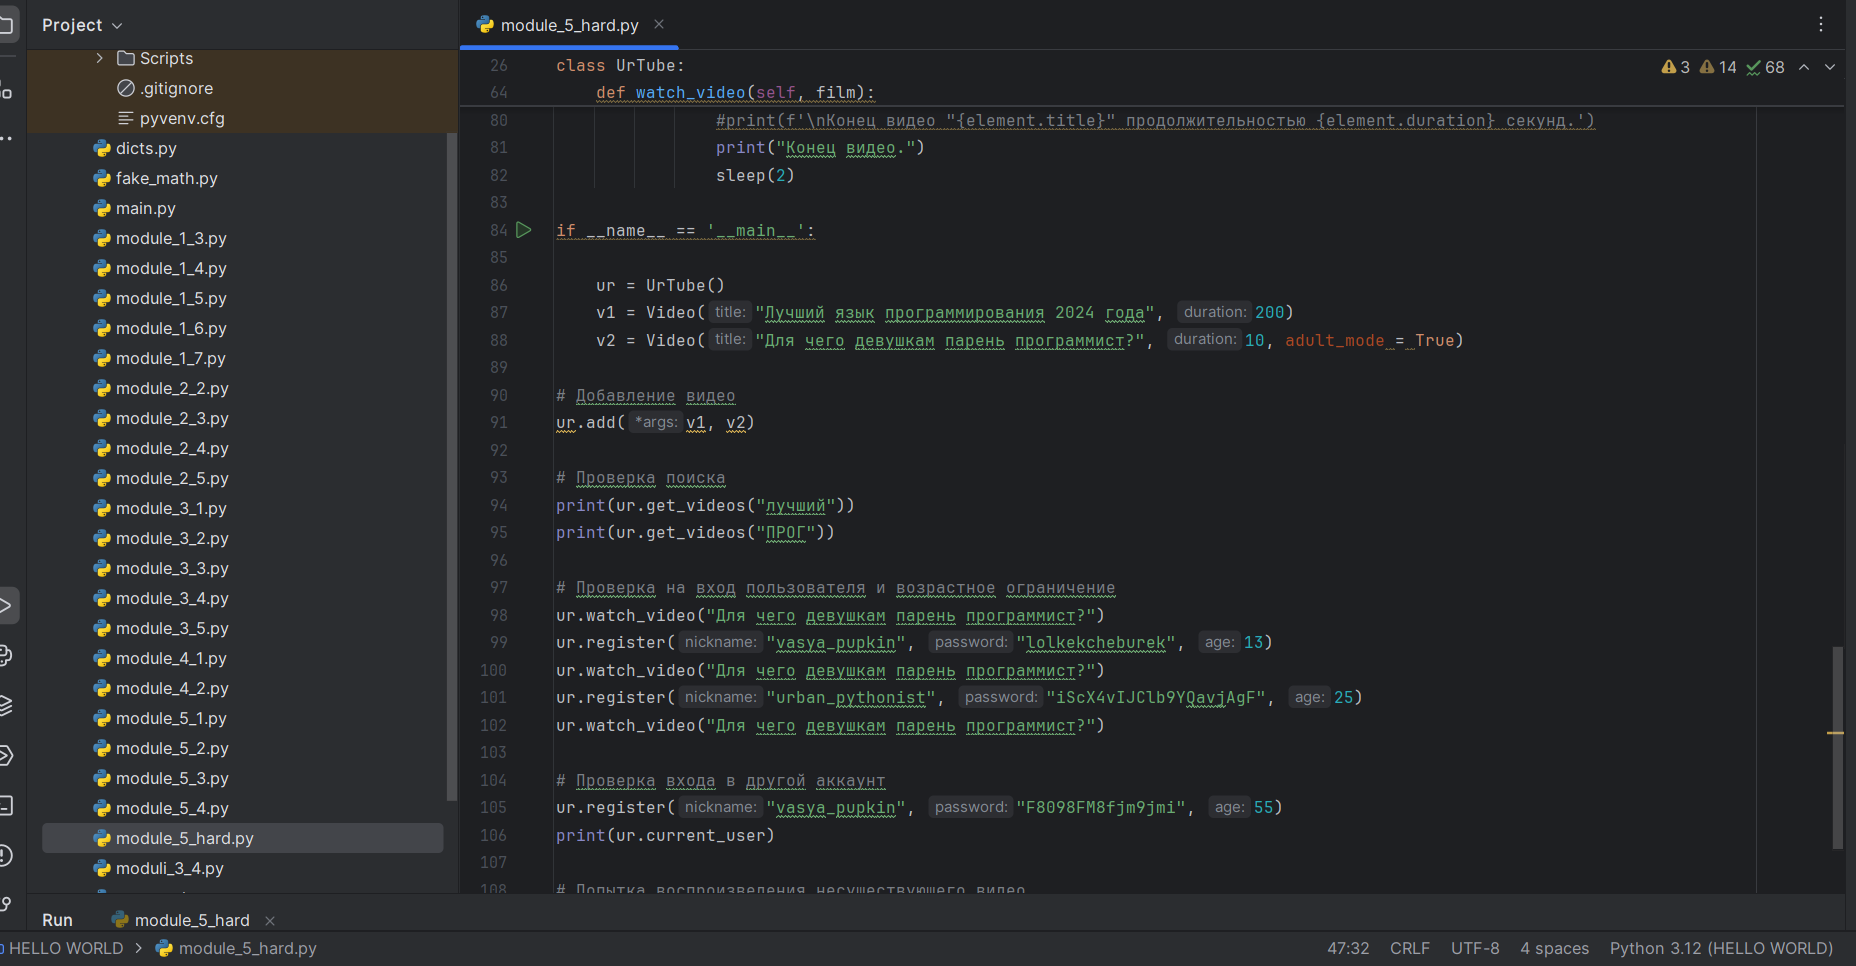 Project
module_5_hard.py
Scripts
.gitignore
pyvenv.cfg
dicts.py
fake_math.py
main.py
module_1_3.py
module_1_4.py
module_1_5.py
module_1_6.py
module_1_7.py
module_2_2.py
module_2_3.py
module_2_4.py
module_2_5.py
module_3_1.py
module_3_2.py
module_3_3.py
module_3_4.py
module_3_5.py
module_4_1.py
module_4_2.py
module_5_1.py
module_5_2.py
module_5_3.py
module_5_4.py
module_5_hard.py
moduli_3_4.py
3 14 68
26 class UrTube:
64 def watch_video(self, film):
80 #print(f'\nКонец видео "{element.title}" продолжительностью {element.duration} секунд.')
81 print("Конец видео.")
82 sleep(2)
83
84 if __name__ == '__main__':
85
86 ur = UrTube()
87 v1 = Video( title: "Лучший язык программирования 2024 года", duration: 200)
88 v2 = Video( title: "Для чего девушкам парень программист?", duration: 10, adult_mode = True)
89
90 # Добавление видео
91 ur.add( *args: v1, v2)
92
93 # Проверка поиска
94 print(ur.get_videos("лучший"))
95 print(ur.get_videos("ПРОГ"))
96
97 # Проверка на вход пользователя и возрастное ограничение
98 ur.watch_video("Для чего девушкам парень программист?")
99 ur.register( nickname: "vasya_pupkin", password: "lolkekcheburek", age: 13)
100 ur.watch_video("Для чего девушкам парень программист?")
101 ur.register( nickname: "urban_pythonist", password: "iScX4vIJClb9YQavjAgF", age: 25)
102 ur.watch_video("Для чего девушкам парень программист?")
103
104 # Проверка входа в другой аккаунт
105 ur.register( nickname: "vasya_pupkin", password: "F8098FM8fjm9jmi", age: 55)
106 print(ur.current_user)
107
108 # Попытка воспроизведения несуществующего видео
Run module_5_hard
HELLO WORLD > module_5_hard.py
47:32 CRLF UTF-8 4 spaces Python 3.12 (HELLO WORLD)